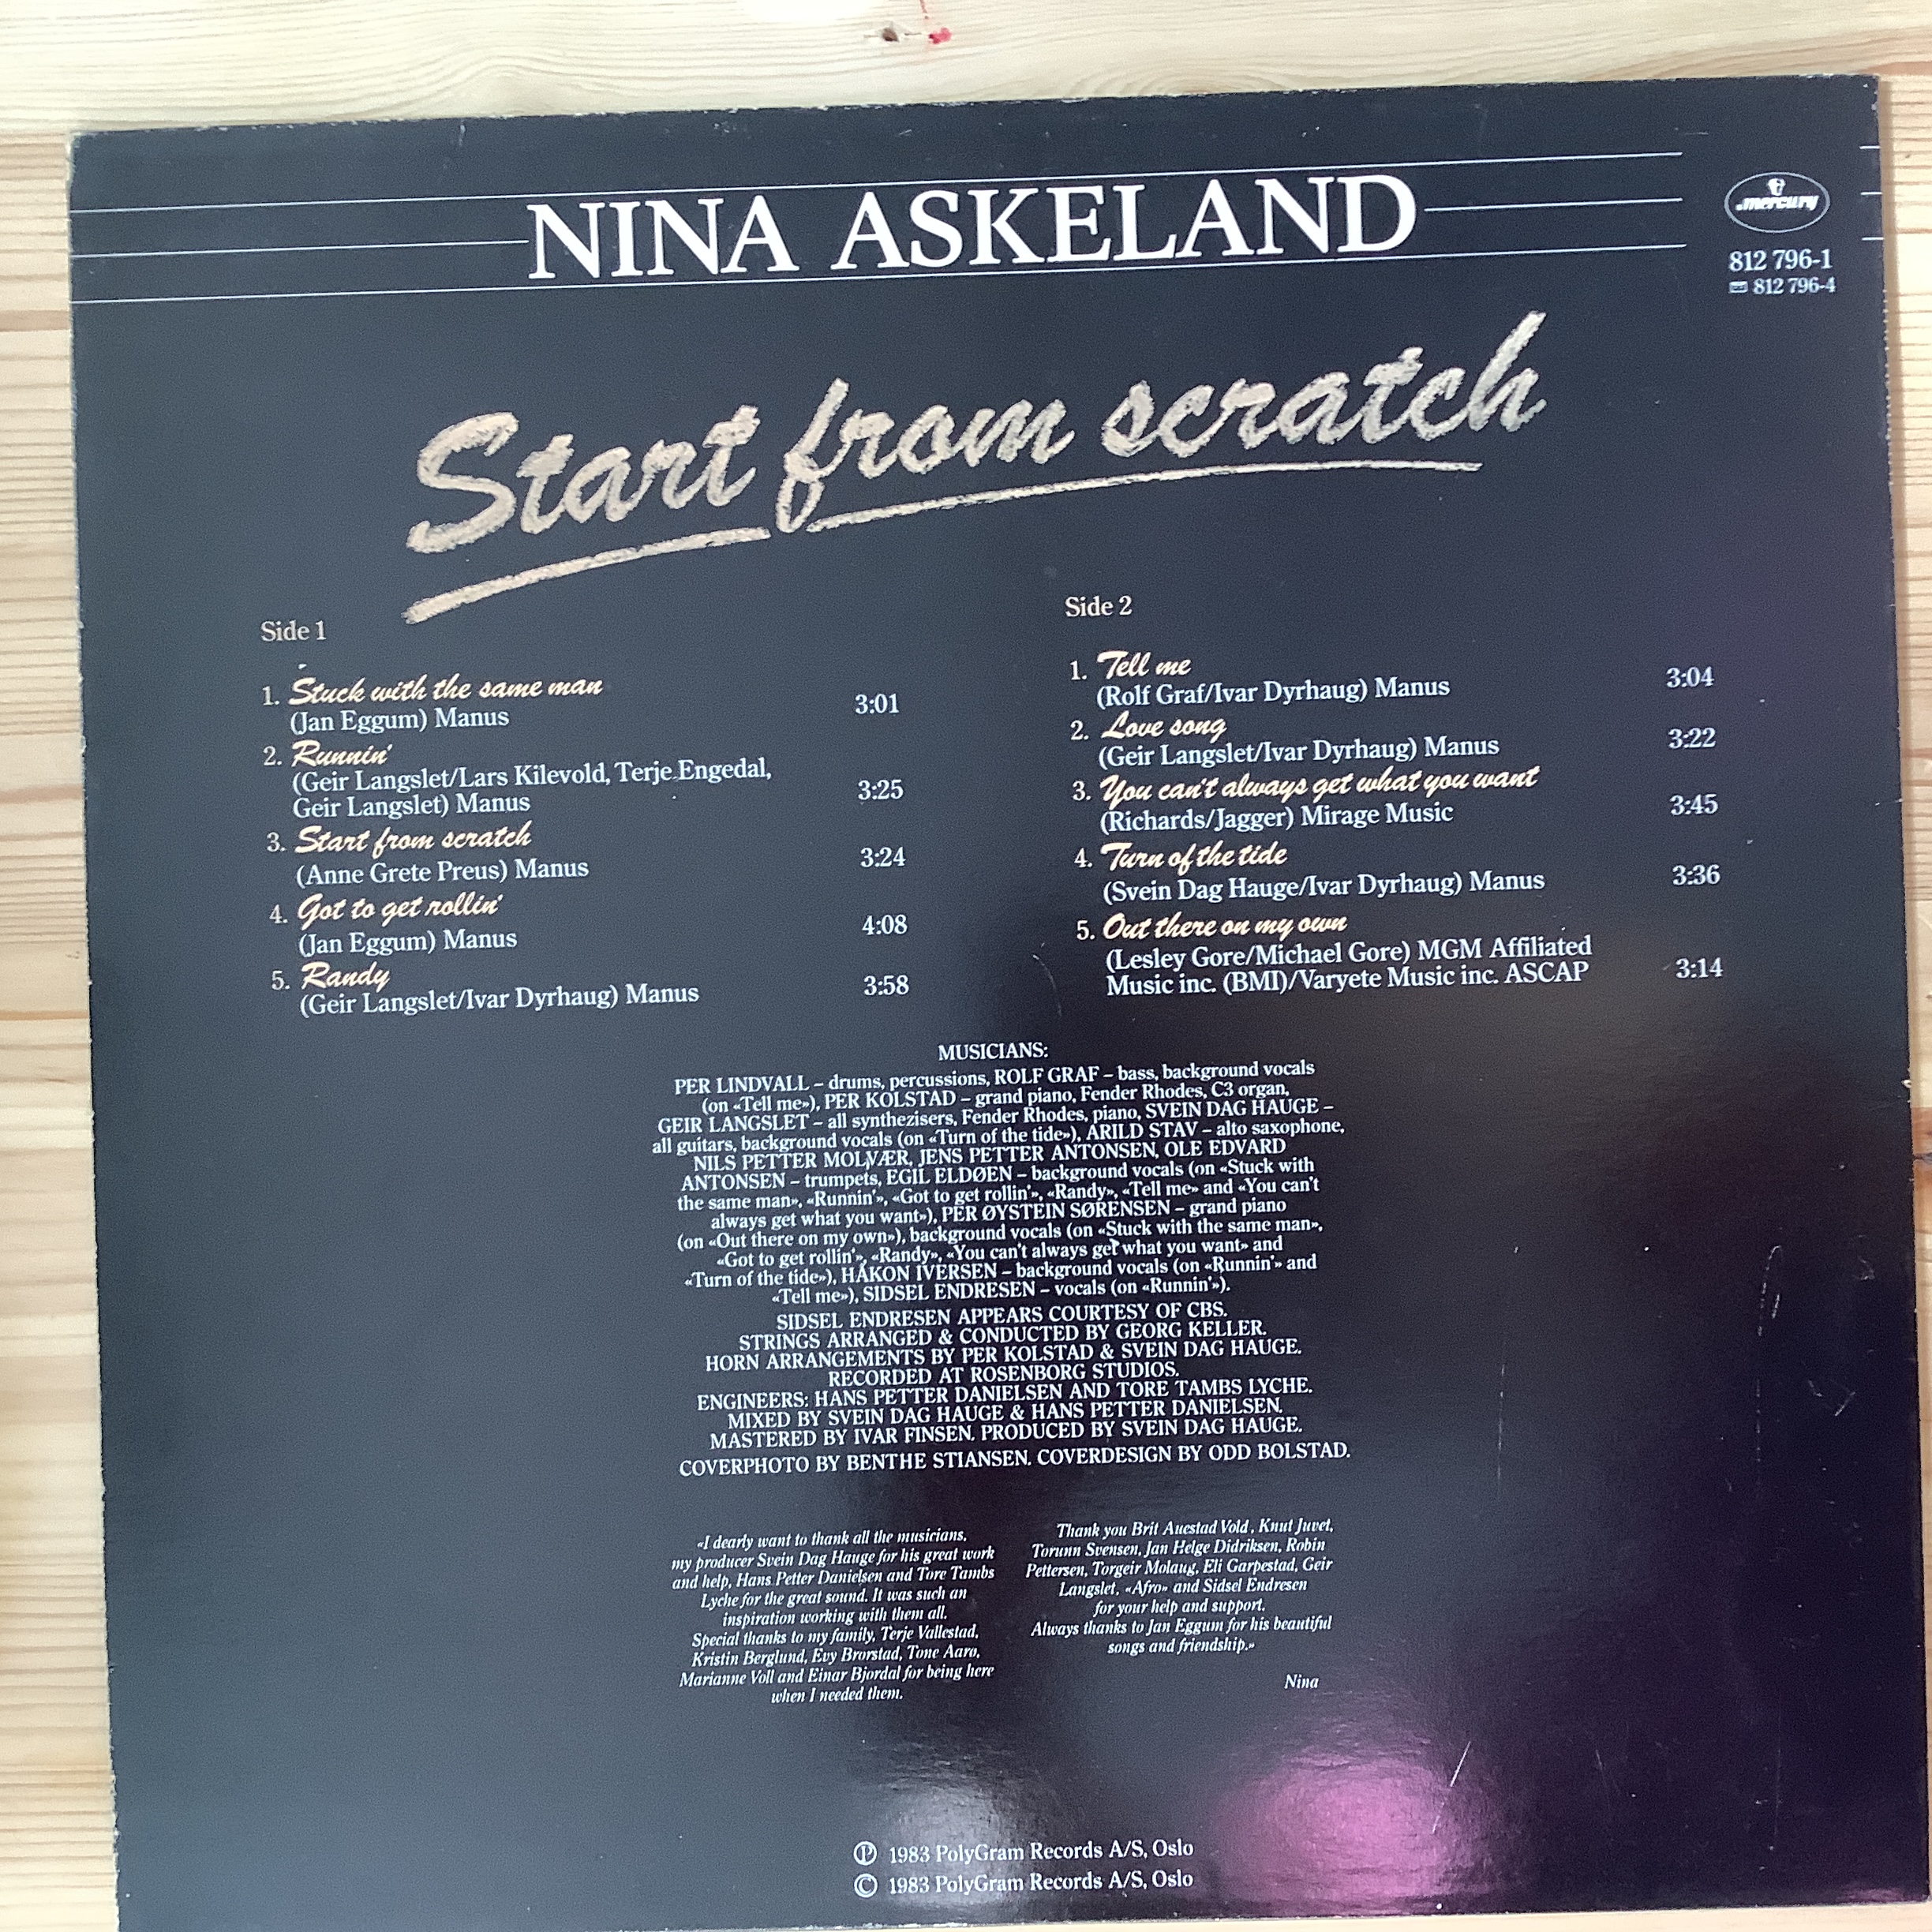 NINA ASKELAND
mercury
812 796-1
812 796-4
Start from scratch
Side 1
1. Stuck with the same man
(Jan Eggum) Manus 3:01
2. Runnin'
(Geir Langslet/Lars Kilevold, Terje Engedal,
Geir Langslet) Manus 3:25
3. Start from scratch
(Anne Grete Preus) Manus 3:24
4. Got to get rollin'
(Jan Eggum) Manus 4:08
5. Randy
(Geir Langslet/Ivar Dyrhaug) Manus 3:58
Side 2
1. Tell me
(Rolf Graf/Ivar Dyrhaug) Manus 3:04
2. Love song
(Geir Langslet/Ivar Dyrhaug) Manus 3:22
3. You can't always get what you want
(Richards/Jagger) Mirage Music 3:45
4. Turn of the tide
(Svein Dag Hauge/Ivar Dyrhaug) Manus 3:36
5. Out there on my own
(Lesley Gore/Michael Gore) MGM Affiliated
Music inc. (BMI)/Varyete Music inc. ASCAP 3:14
MUSICIANS:
PER LINDVALL – drums, percussions, ROLF GRAF – bass, background vocals
(on «Tell me»), PER KOLSTAD – grand piano, Fender Rhodes, C3 organ,
GEIR LANGSLET – all synthezisers, Fender Rhodes, piano, SVEIN DAG HAUGE –
all guitars, background vocals (on «Turn of the tide»), ARILD STAV – alto saxophone,
NILS PETTER MOLVÆR, JENS PETTER ANTONSEN, OLE EDVARD
ANTONSEN – trumpets, EGIL ELDØEN – background vocals (on «Stuck with
the same man», «Runnin'», «Got to get rollin'», «Randy», «Tell me» and «You can't
always get what you want»), PER ØYSTEIN SØRENSEN – grand piano
(on «Out there on my own»), background vocals (on «Stuck with the same man»,
«Got to get rollin'», «Randy», «You can't always get what you want» and
«Turn of the tide»), HÅKON IVERSEN – background vocals (on «Runnin'» and
«Tell me»), SIDSEL ENDRESEN – vocals (on «Runnin'»).
SIDSEL ENDRESEN APPEARS COURTESY OF CBS.
STRINGS ARRANGED & CONDUCTED BY GEORG KELLER.
HORN ARRANGEMENTS BY PER KOLSTAD & SVEIN DAG HAUGE.
RECORDED AT ROSENBORG STUDIOS.
ENGINEERS: HANS PETTER DANIELSEN AND TORE TAMBS LYCHE.
MIXED BY SVEIN DAG HAUGE & HANS PETTER DANIELSEN.
MASTERED BY IVAR FINSEN. PRODUCED BY SVEIN DAG HAUGE.
COVERPHOTO BY BENTHE STIANSEN. COVERDESIGN BY ODD BOLSTAD.
«I dearly want to thank all the musicians,
my producer Svein Dag Hauge for his great work
and help, Hans Petter Danielsen and Tore Tambs
Lyche for the great sound. It was such an
inspiration working with them all.
Special thanks to my family, Terje Vallestad,
Kristin Berglund, Evy Brorstad, Tone Aarø,
Marianne Voll and Einar Bjordal for being here
when I needed them.
Thank you Brit Auestad Vold, Knut Juvet,
Torunn Svensen, Jan Helge Didriksen, Robin
Pettersen, Torgeir Molaug, Eli Garpestad, Geir
Langslet, «Afro» and Sidsel Endresen
for your help and support.
Always thanks to Jan Eggum for his beautiful
songs and friendship.»
Nina
℗ 1983 PolyGram Records A/S, Oslo
© 1983 PolyGram Records A/S, Oslo